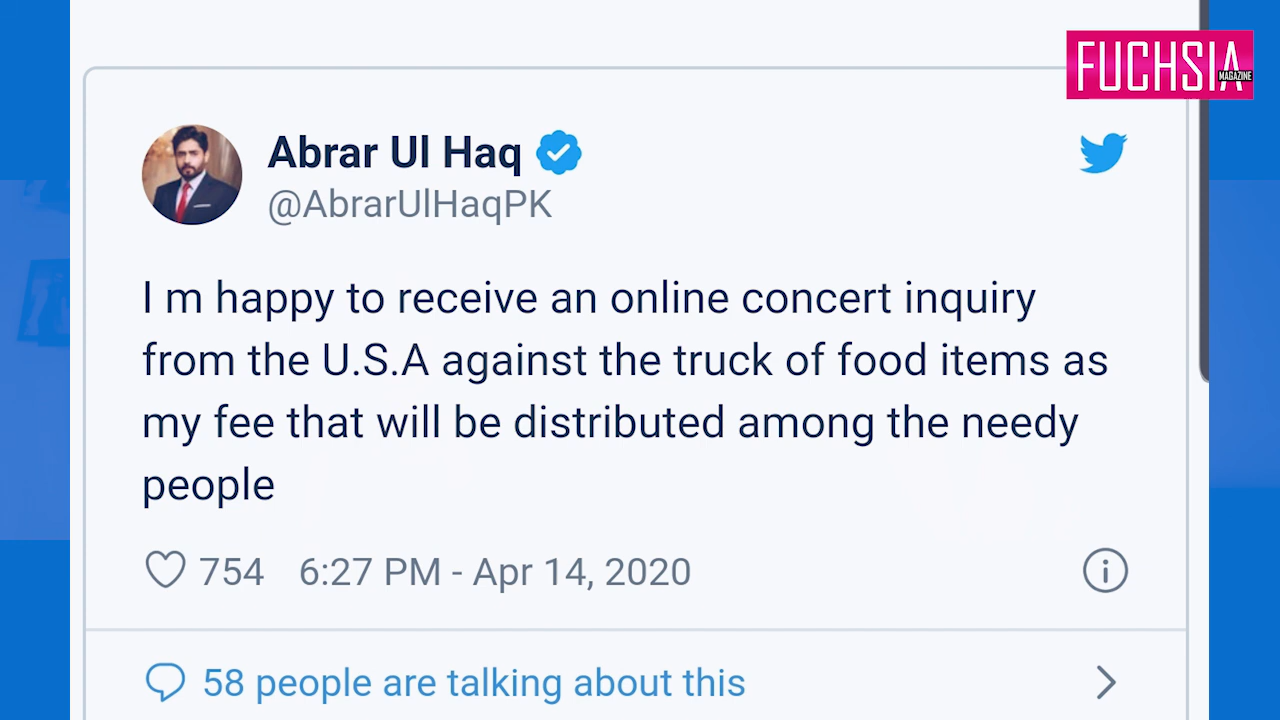 FUCHSIA
MAGAZINE
Abrar Ul Haq
@AbrarUlHaqPK
I m happy to receive an online concert inquiry
from the U.S.A against the truck of food items as
my fee that will be distributed among the needy
people
754 6:27 PM - Apr 14, 2020
58 people are talking about this